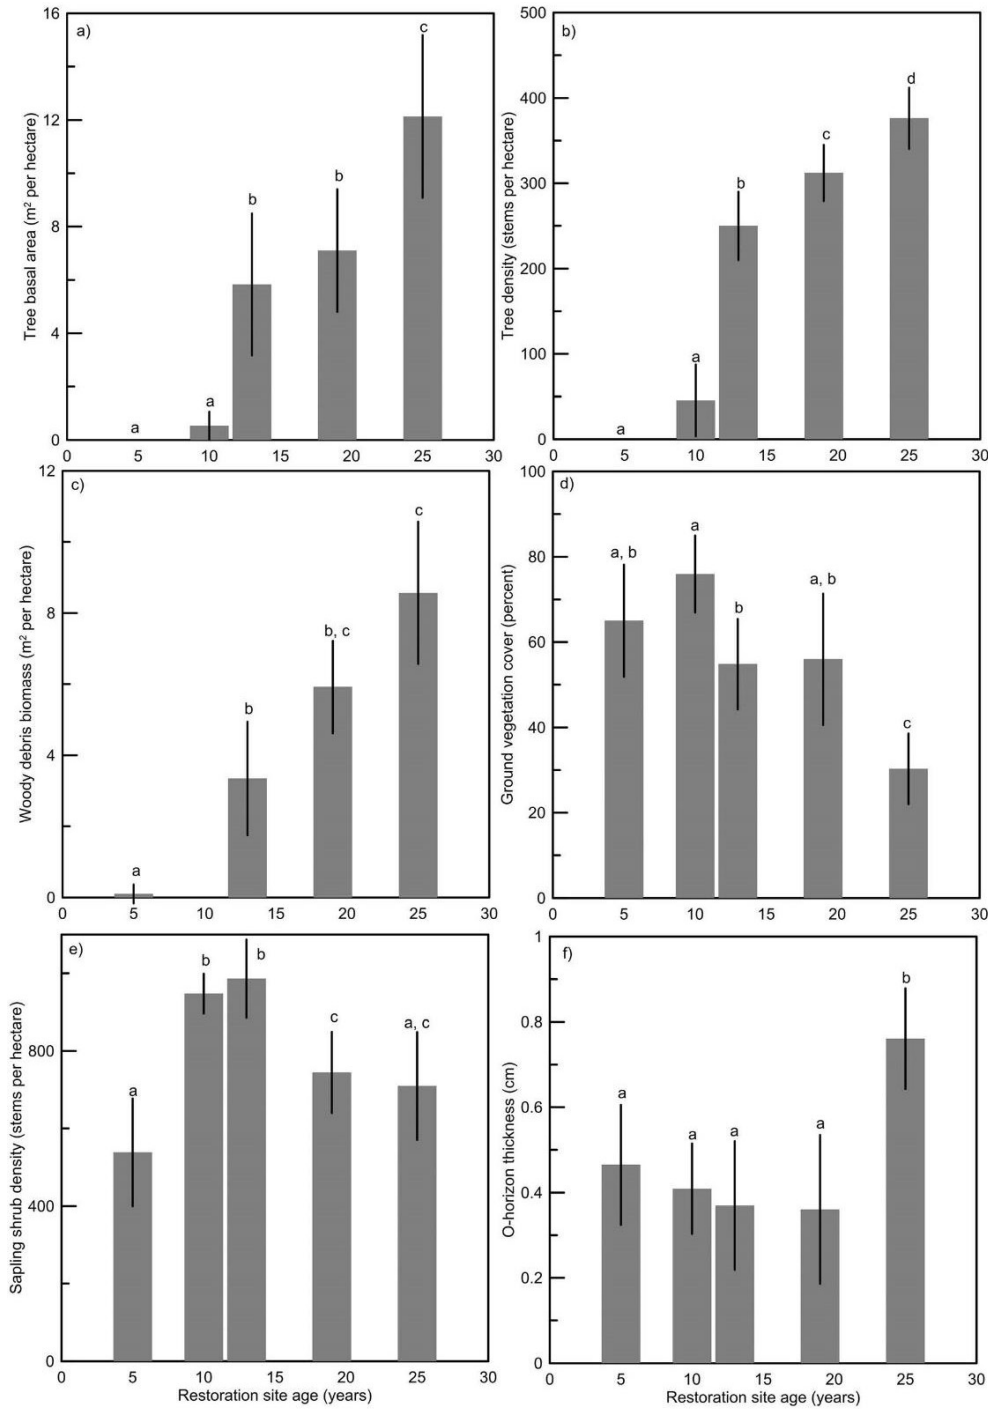 a)
Tree basal area (m² per hectare)
16
12
8
4
0
a
a
b
b
c
0 5 10 15 20 25 30
b)
Tree density (stems per hectare)
500
400
300
200
100
0
a
a
b
c
d
0 5 10 15 20 25 30
c)
Woody debris biomass (m² per hectare)
12
8
4
0
a
b
b, c
c
0 5 10 15 20 25 30
d)
Ground vegetation cover (percent)
100
80
60
40
20
0
a, b
a
b
a, b
c
0 5 10 15 20 25 30
e)
Sapling shrub density (stems per hectare)
800
400
0
a
b
b
c
a, c
0 5 10 15 20 25 30
Restoration site age (years)
f)
O-horizon thickness (cm)
1
0.8
0.6
0.4
0.2
0
a
a
a
a
b
0 5 10 15 20 25 30
Restoration site age (years)